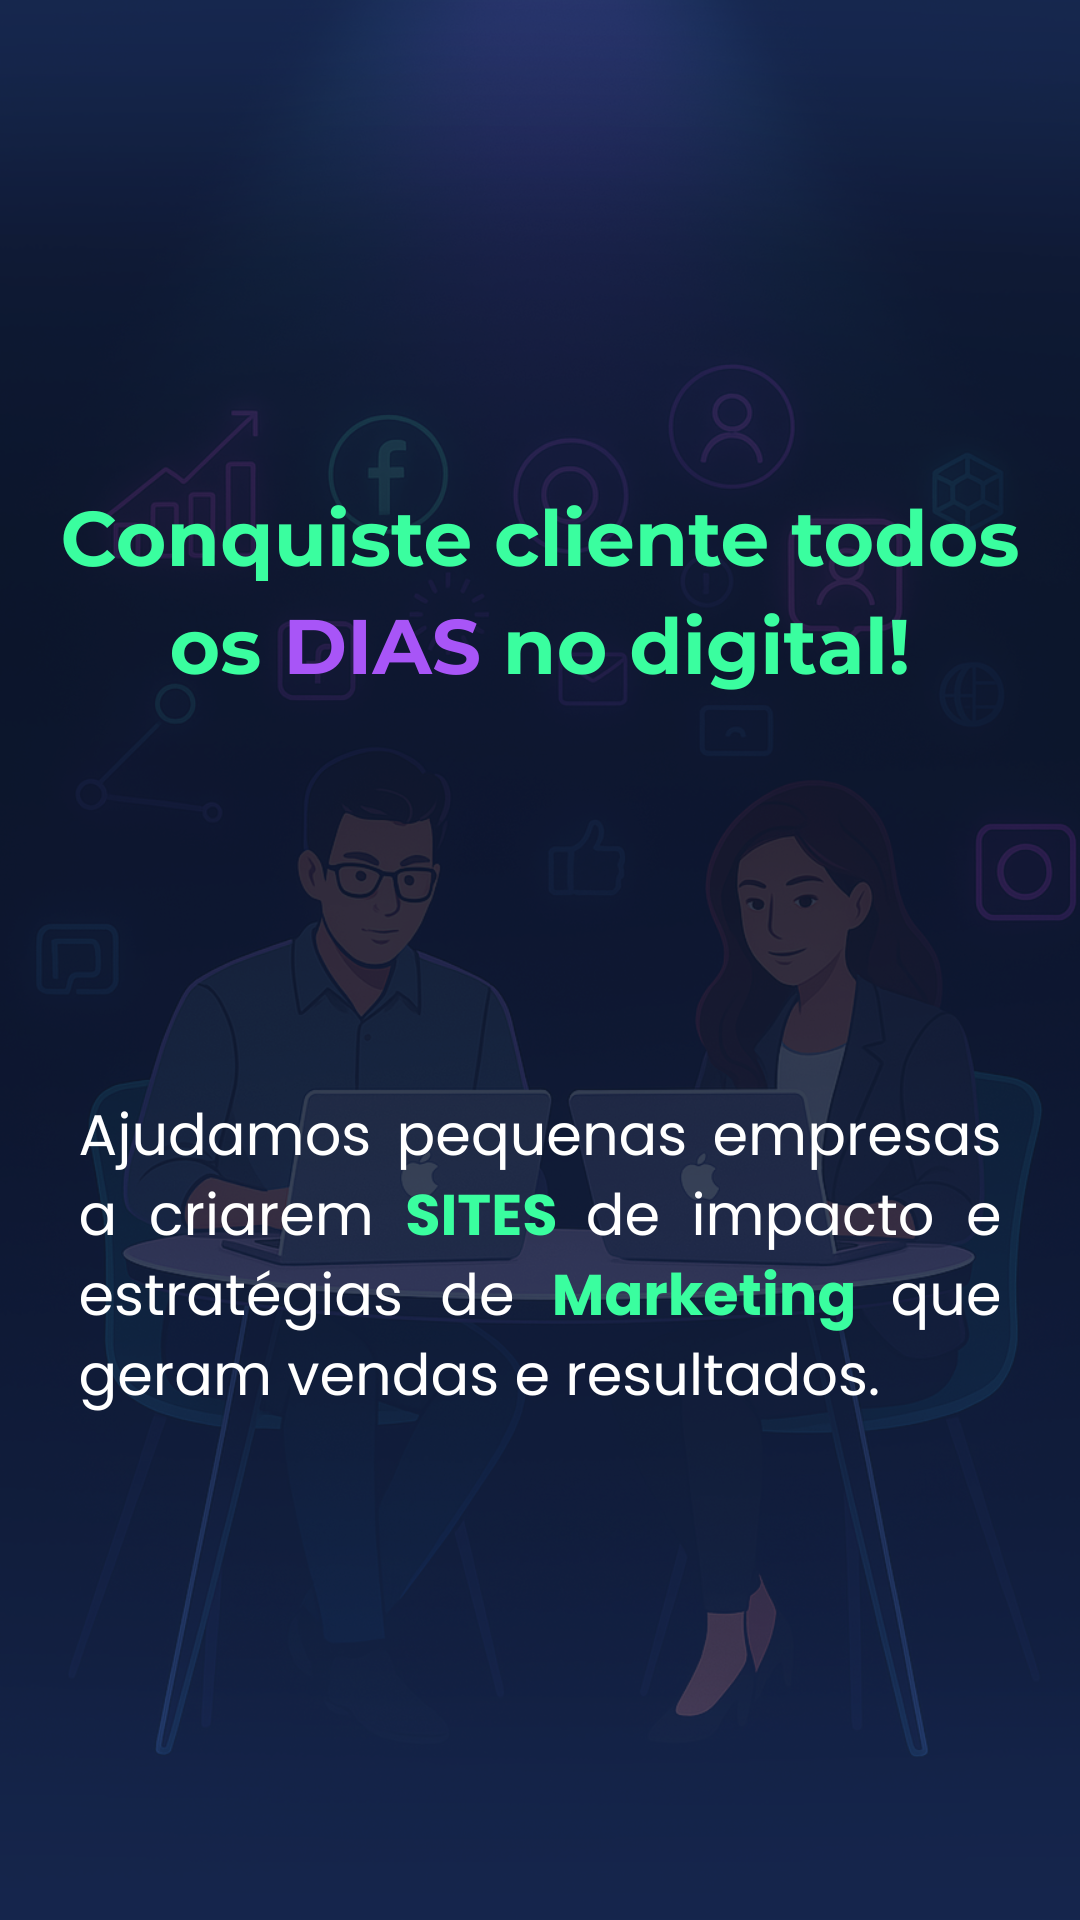 Conquiste cliente todos
os DIAS no digital!
Ajudamos pequenas empresas
a criarem SITES de impacto e
estratégias de Marketing que
geram vendas e resultados.